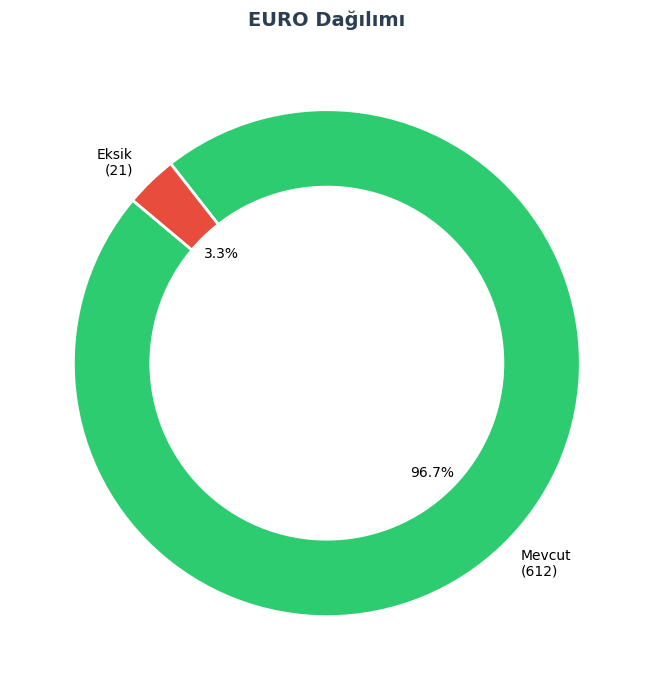 EURO Dağılımı
Eksik
(21)
3.3%
96.7%
Mevcut
(612)